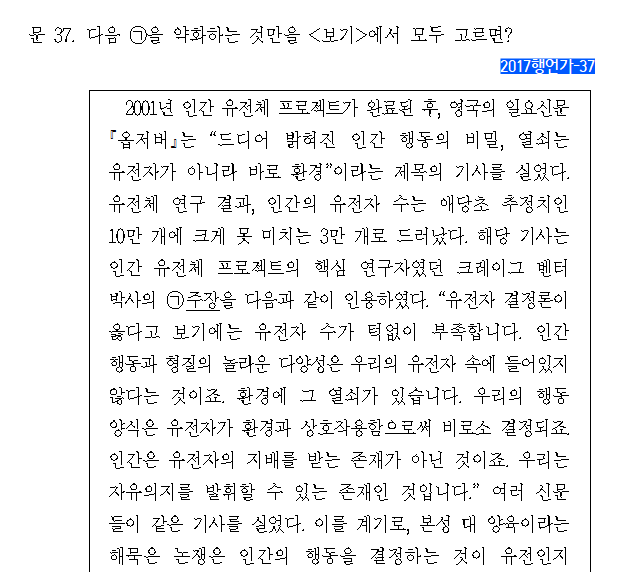 문 37. 다음 ㉠을 약화하는 것만을 <보기>에서 모두 고르면?
2017행언가-37
2001년 인간 유전체 프로젝트가 완료된 후, 영국의 일요신문
『옵저버』는 “드디어 밝혀진 인간 행동의 비밀, 열쇠는
유전자가 아니라 바로 환경”이라는 제목의 기사를 실었다.
유전체 연구 결과, 인간의 유전자 수는 애당초 추정치인
10만 개에 크게 못 미치는 3만 개로 드러났다. 해당 기사는
인간 유전체 프로젝트의 핵심 연구자였던 크레이그 벤터
박사의 ㉠주장을 다음과 같이 인용하였다. “유전자 결정론이
옳다고 보기에는 유전자 수가 턱없이 부족합니다. 인간
행동과 형질의 놀라운 다양성은 우리의 유전자 속에 들어있지
않다는 것이죠. 환경에 그 열쇠가 있습니다. 우리의 행동
양식은 유전자가 환경과 상호작용함으로써 비로소 결정되죠.
인간은 유전자의 지배를 받는 존재가 아닌 것이죠. 우리는
자유의지를 발휘할 수 있는 존재인 것입니다.” 여러 신문
들이 같은 기사를 실었다. 이를 계기로, 본성 대 양육이라는
해묵은 논쟁은 인간의 행동을 결정하는 것이 유전인지